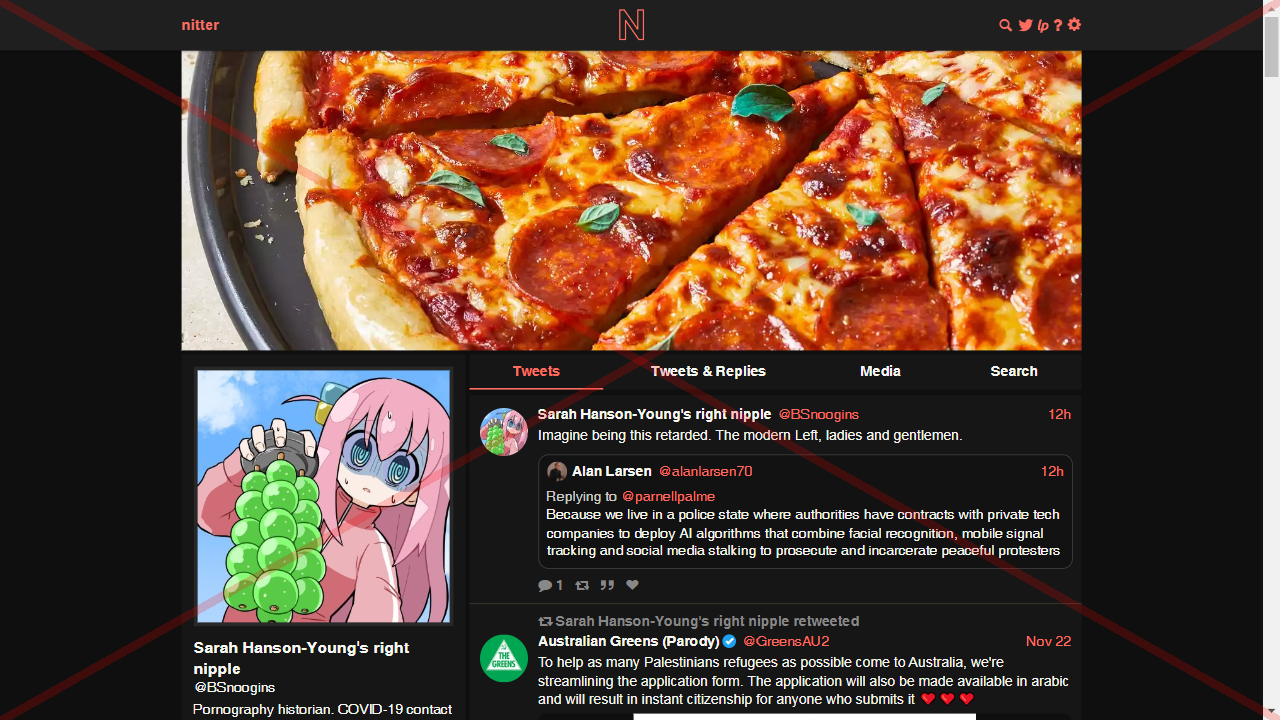 nitter
N
lp ?
Tweets
Tweets & Replies
Media
Search
Sarah Hanson-Young's right nipple @BSnoogins 12h
Imagine being this retarded. The modern Left, ladies and gentlemen.
Alan Larsen @alanlarsen70 12h
Replying to @parnellpalme
Because we live in a police state where authorities have contracts with private tech
companies to deploy AI algorithms that combine facial recognition, mobile signal
tracking and social media stalking to prosecute and incarcerate peaceful protesters
1
Sarah Hanson-Young's right nipple retweeted
THE GREENS
Australian Greens (Parody) @GreensAU2 Nov 22
To help as many Palestinians refugees as possible come to Australia, we're
streamlining the application form. The application will also be made available in arabic
and will result in instant citizenship for anyone who submits it ❤️ ❤️ ❤️
Sarah Hanson-Young's right
nipple
@BSnoogins
Pornography historian. COVID-19 contact